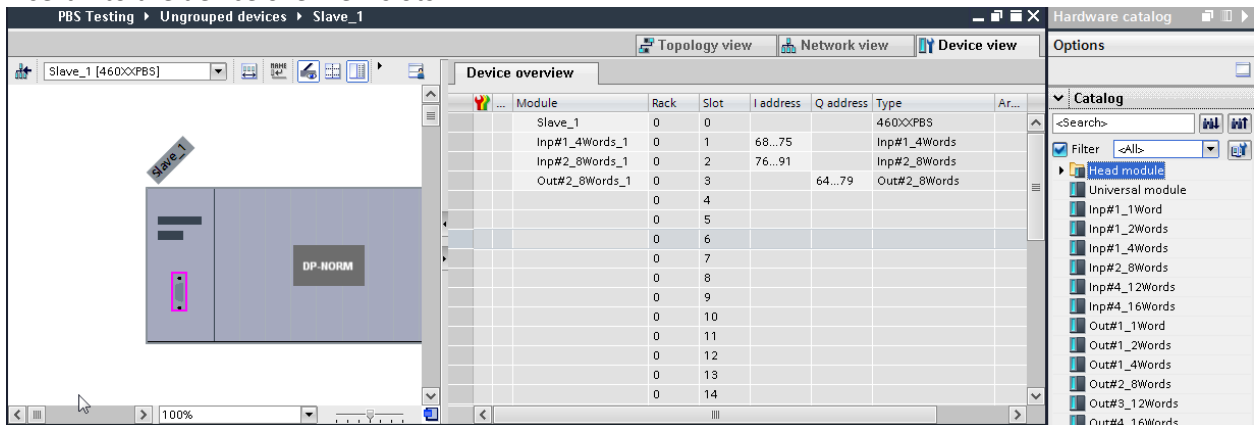 PBS Testing ▸ Ungrouped devices ▸ Slave_1
Hardware catalog
Topology view
Network view
Device view
Options
Slave_1 [460XXPBS]
Device overview
Catalog
... Module Rack Slot I address Q address Type Ar...
Slave_1 0 0 460XXPBS
Inp#1_4Words_1 0 1 68...75 Inp#1_4Words
Inp#2_8Words_1 0 2 76...91 Inp#2_8Words
Out#2_8Words_1 0 3 64...79 Out#2_8Words
0 4
0 5
0 6
0 7
0 8
0 9
0 10
0 11
0 12
0 13
0 14
Slave_1
DP-NORM
100%
<Search>
Filter <All>
Head module
Universal module
Inp#1_1Word
Inp#1_2Words
Inp#1_4Words
Inp#2_8Words
Inp#4_12Words
Inp#4_16Words
Out#1_1Word
Out#1_2Words
Out#1_4Words
Out#2_8Words
Out#3_12Words
Out#4_16Words